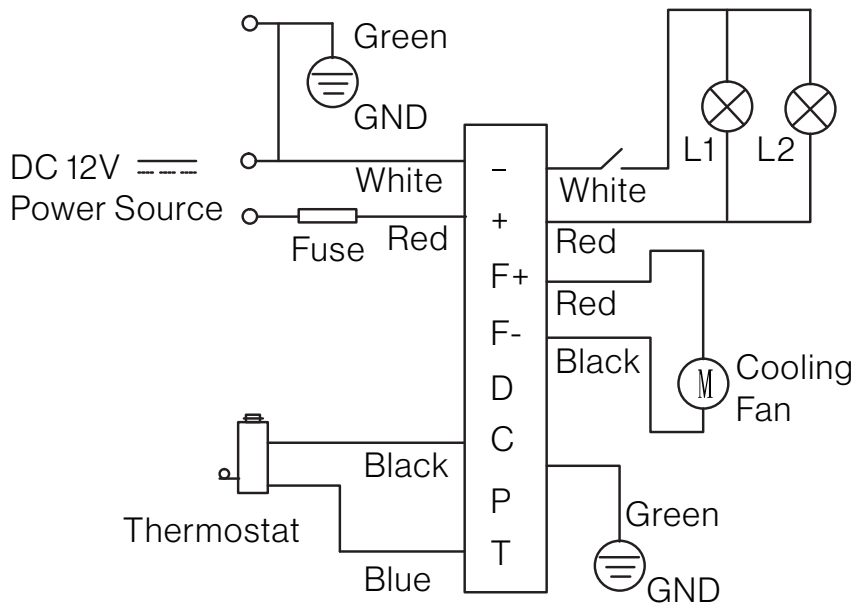 Green
GND
DC 12V
Power Source
White
Red
Fuse
–
+
F+
F-
D
C
P
T
White
Red
Red
Black
L1
L2
M
Cooling
Fan
Black
Thermostat
Blue
Green
GND